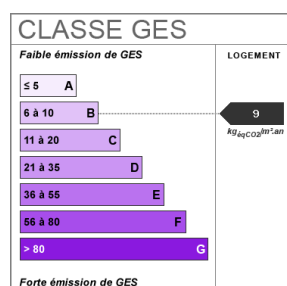 CLASSE GES
Faible émission de GES
LOGEMENT
≤ 5 A
6 à 10 B
9
kgéqCO2/m².an
11 à 20 C
21 à 35 D
36 à 55 E
56 à 80 F
> 80 G
Forte émission de GES